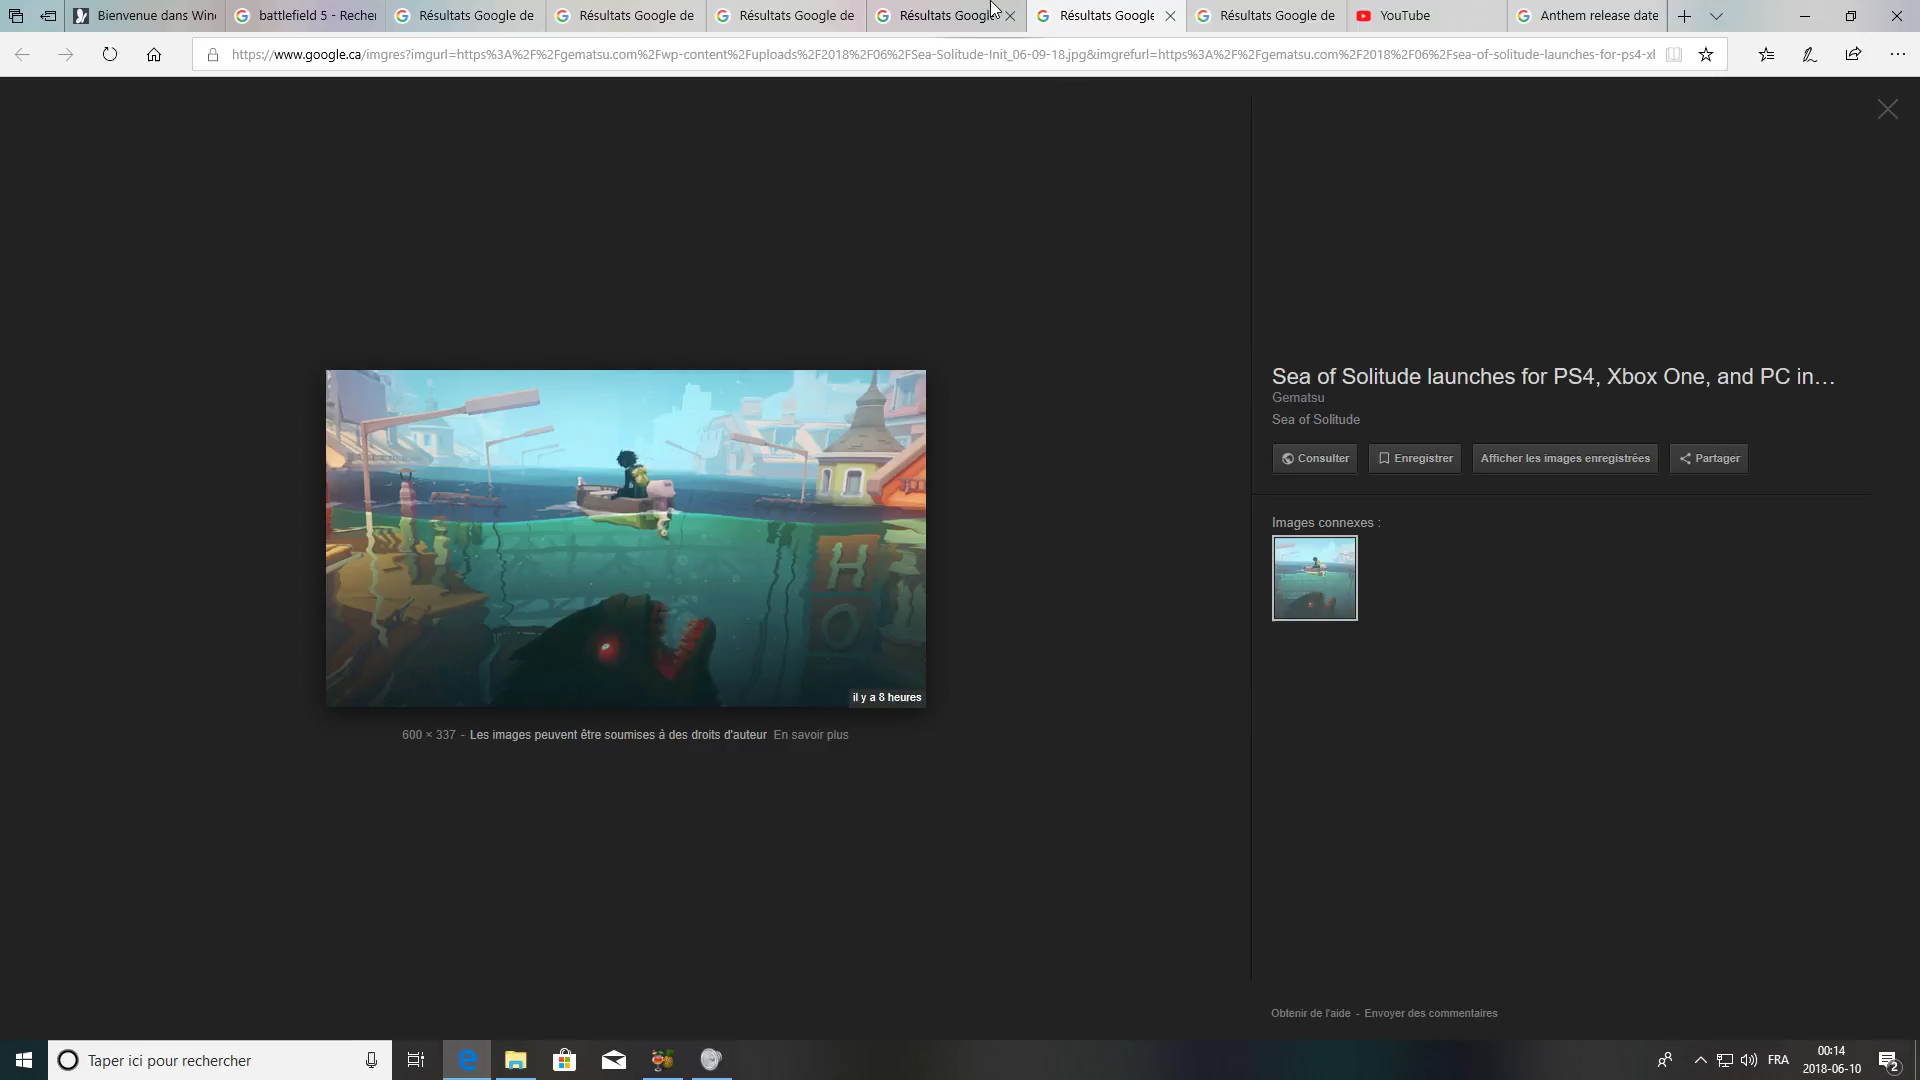 Bienvenue dans Win
battlefield 5 - Recher
Résultats Google de
Résultats Google de
Résultats Google de
Résultats Google
Résultats Google
Résultats Google de
YouTube
Anthem release date
https://www.google.ca/imgres?imgurl=https%3A%2F%2Fgematsu.com%2Fwp-content%2Fuploads%2F2018%2F06%2FSea-Solitude-Init_06-09-18.jpg&imgrefurl=https%3A%2F%2Fgematsu.com%2F2018%2F06%2Fsea-of-solitude-launches-for-ps4-xl
HO
il y a 8 heures
600 × 337 - Les images peuvent être soumises à des droits d'auteur En savoir plus
Sea of Solitude launches for PS4, Xbox One, and PC in…
Gematsu
Sea of Solitude
Consulter
Enregistrer
Afficher les images enregistrées
Partager
Images connexes :
Obtenir de l'aide - Envoyer des commentaires
Taper ici pour rechercher
FRA
00:14
2018-06-10
2